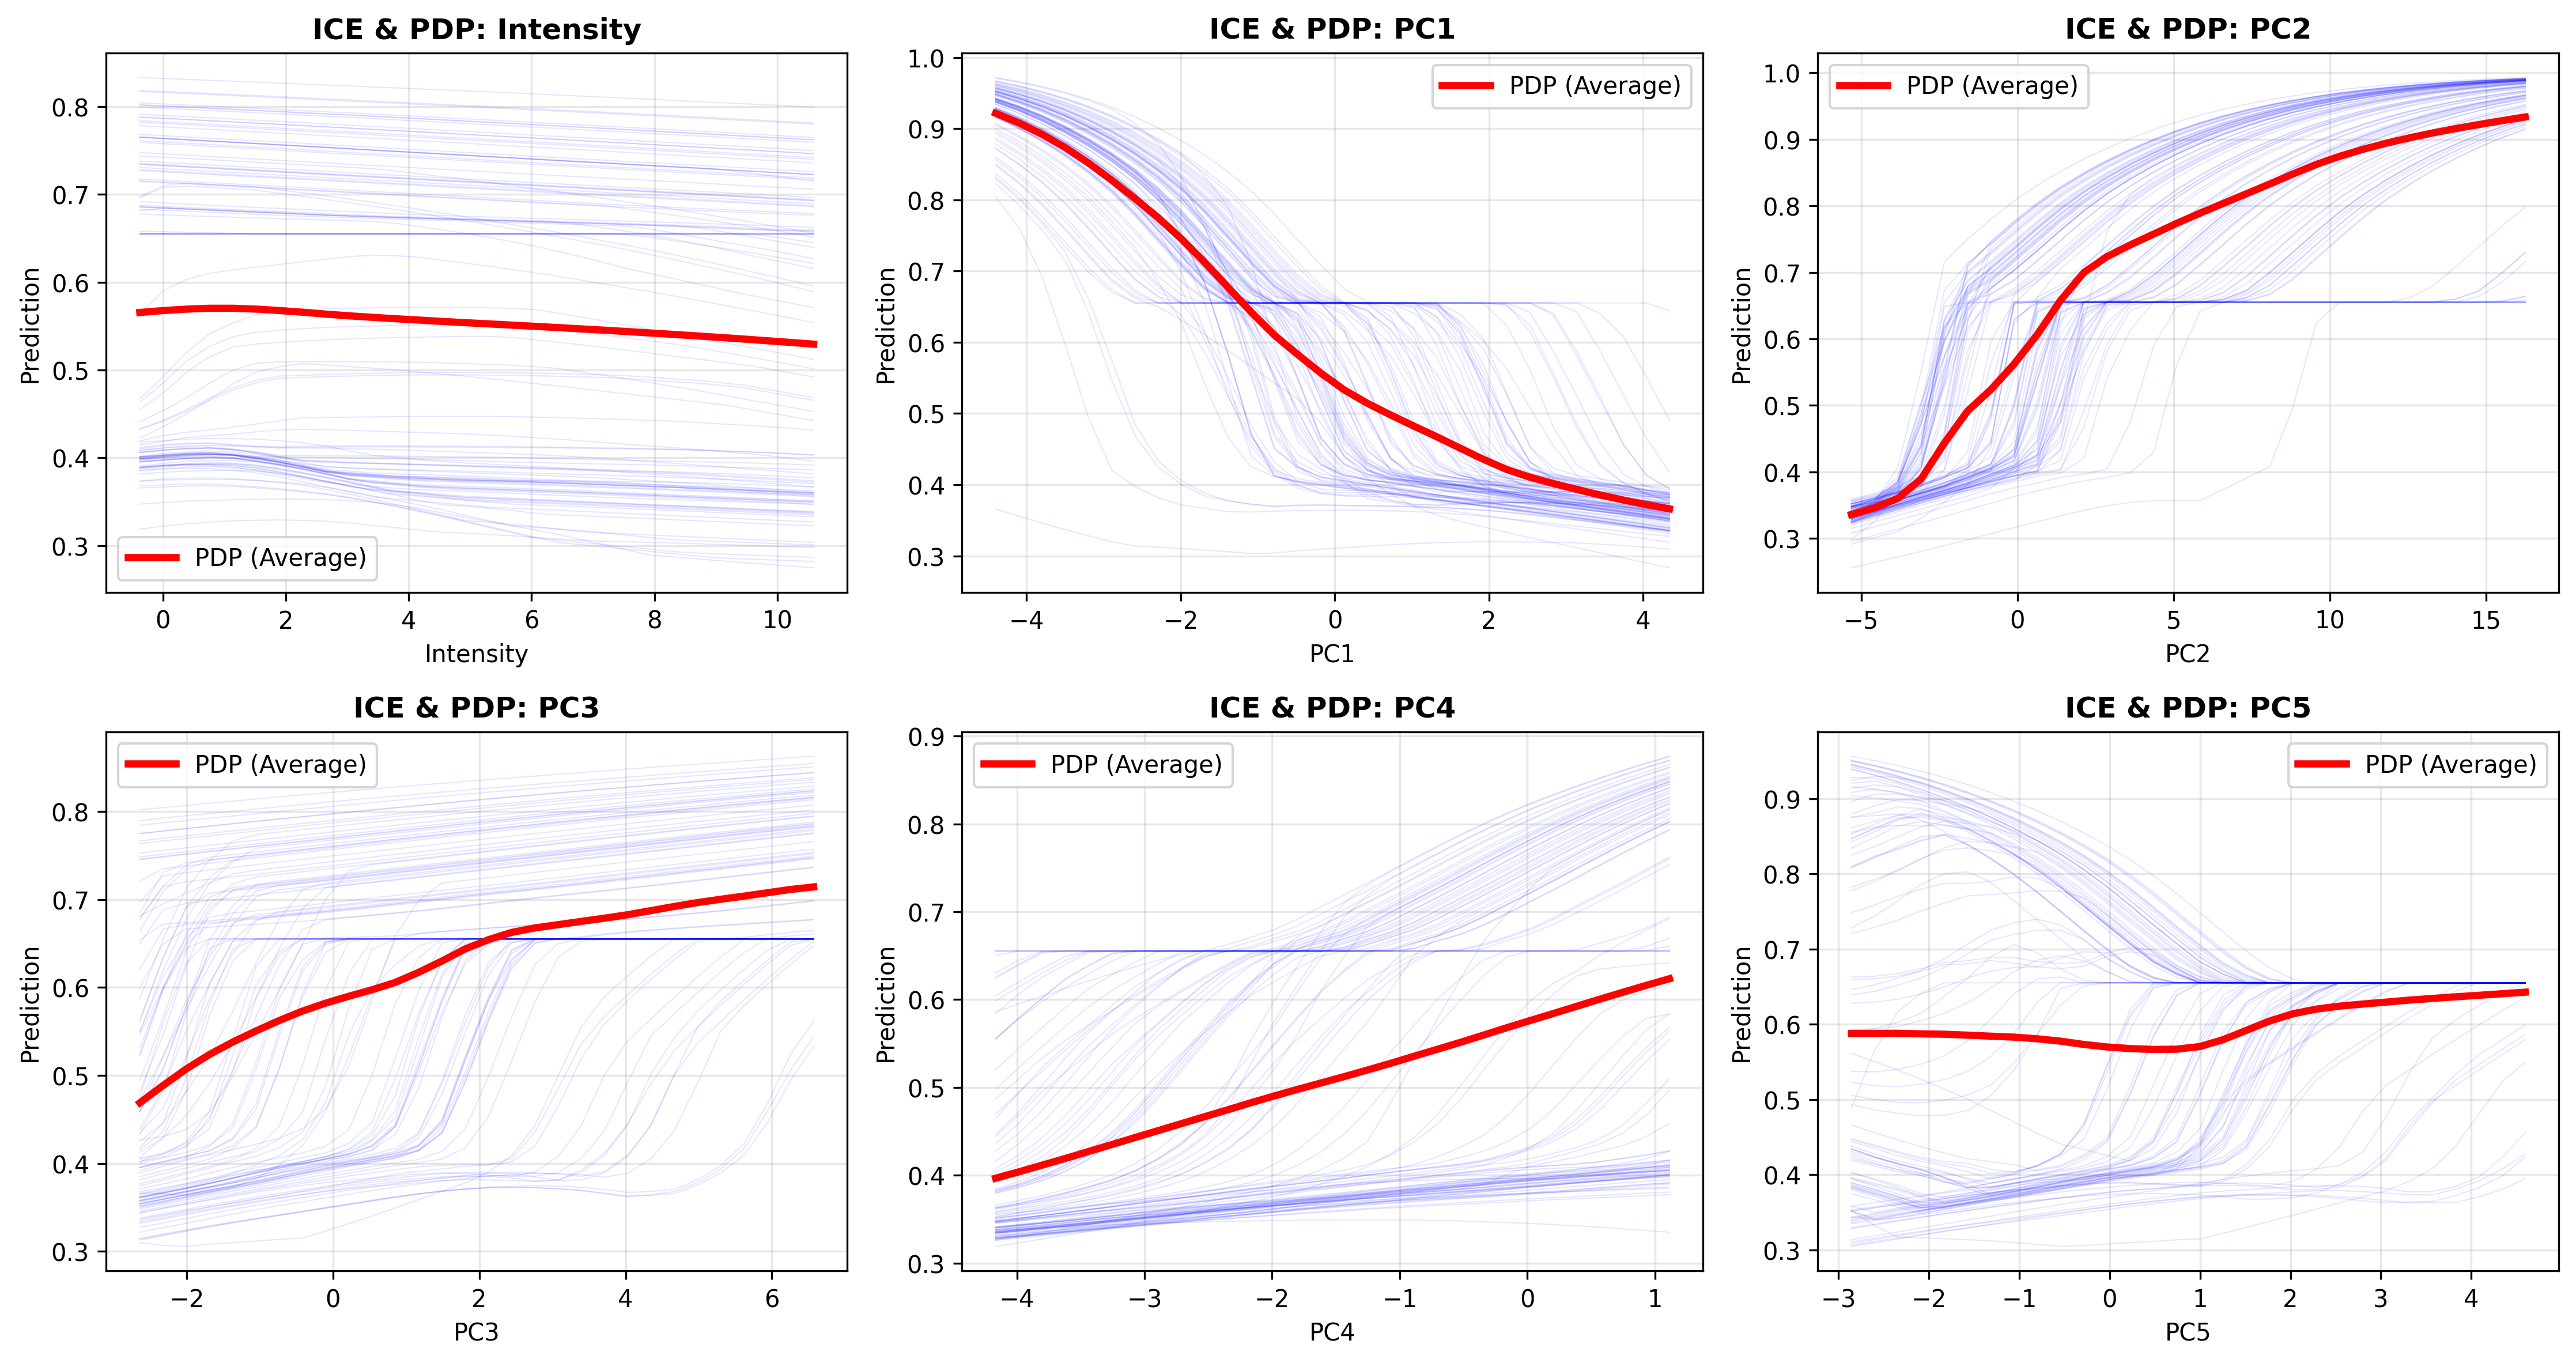 ICE & PDP: Intensity
PDP (Average)
0.8
0.7
0.6
0.5
0.4
0.3
Prediction
0 2 4 6 8 10
Intensity
ICE & PDP: PC1
PDP (Average)
1.0
0.9
0.8
0.7
0.6
0.5
0.4
0.3
Prediction
−4 −2 0 2 4
PC1
ICE & PDP: PC2
PDP (Average)
1.0
0.9
0.8
0.7
0.6
0.5
0.4
0.3
Prediction
−5 0 5 10 15
PC2
ICE & PDP: PC3
PDP (Average)
0.8
0.7
0.6
0.5
0.4
0.3
Prediction
−2 0 2 4 6
PC3
ICE & PDP: PC4
PDP (Average)
0.9
0.8
0.7
0.6
0.5
0.4
0.3
Prediction
−4 −3 −2 −1 0 1
PC4
ICE & PDP: PC5
PDP (Average)
0.9
0.8
0.7
0.6
0.5
0.4
0.3
Prediction
−3 −2 −1 0 1 2 3 4
PC5